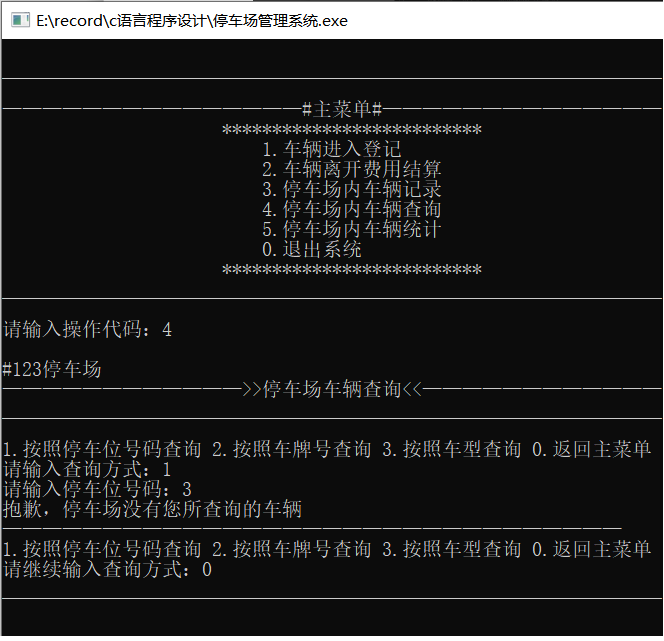 E:\record\c语言程序设计\停车场管理系统.exe
#主菜单#
**************************
1.车辆进入登记
2.车辆离开费用结算
3.停车场内车辆记录
4.停车场内车辆查询
5.停车场内车辆统计
0.退出系统
**************************
请输入操作代码：4
#123停车场
>>停车场车辆查询<<
1.按照停车位号码查询 2.按照车牌号查询 3.按照车型查询 0.返回主菜单
请输入查询方式：1
请输入停车位号码：3
抱歉，停车场没有您所查询的车辆
1.按照停车位号码查询 2.按照车牌号查询 3.按照车型查询 0.返回主菜单
请继续输入查询方式：0